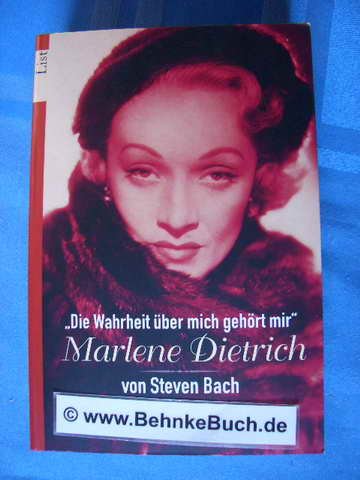 List
„Die Wahrheit über mich gehört mir“
Marlene Dietrich
von Steven Bach
© www.BehnkeBuch.de